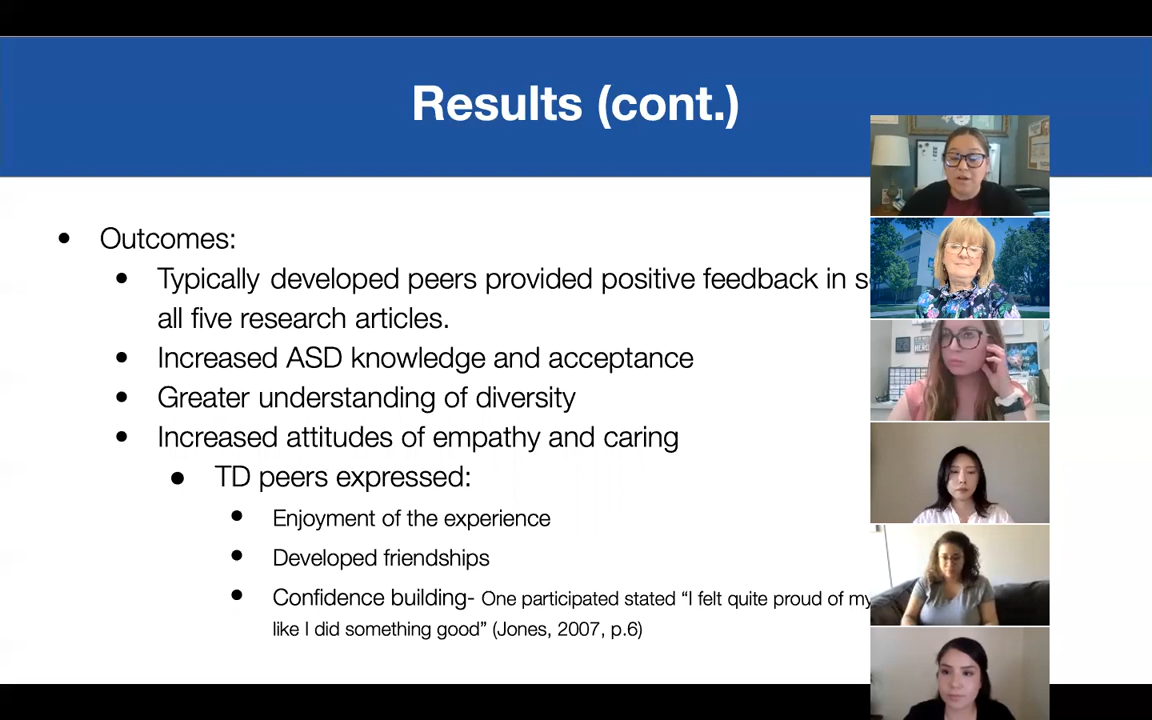 Results (cont.)
• Outcomes:
• Typically developed peers provided positive feedback in
all five research articles.
• Increased ASD knowledge and acceptance
• Greater understanding of diversity
• Increased attitudes of empathy and caring
• TD peers expressed:
• Enjoyment of the experience
• Developed friendships
• Confidence building- One participated stated “I felt quite proud of
like I did something good” (Jones, 2007, p.6)